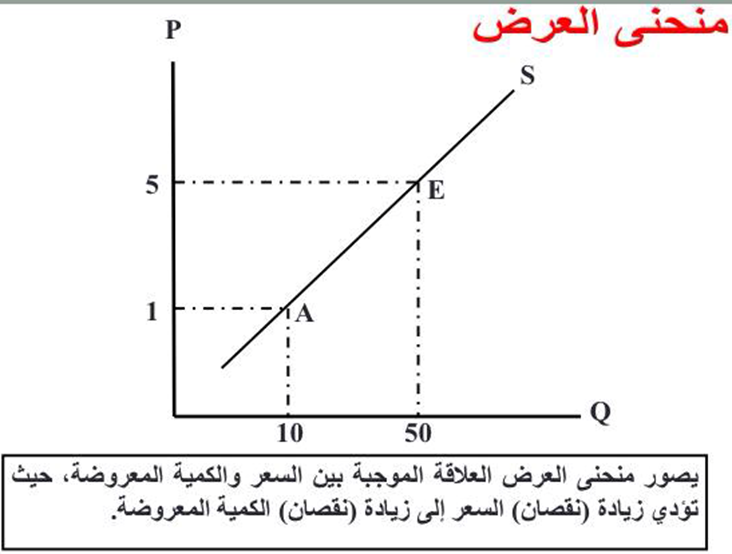 منحنى العرض
P
S
5
E
1
A
Q
10
50
يصور منحنى العرض العلاقة الموجبة بين السعر والكمية المعروضة، حيث
تؤدي زيادة (نقصان) السعر إلى زيادة (نقصان) الكمية المعروضة.